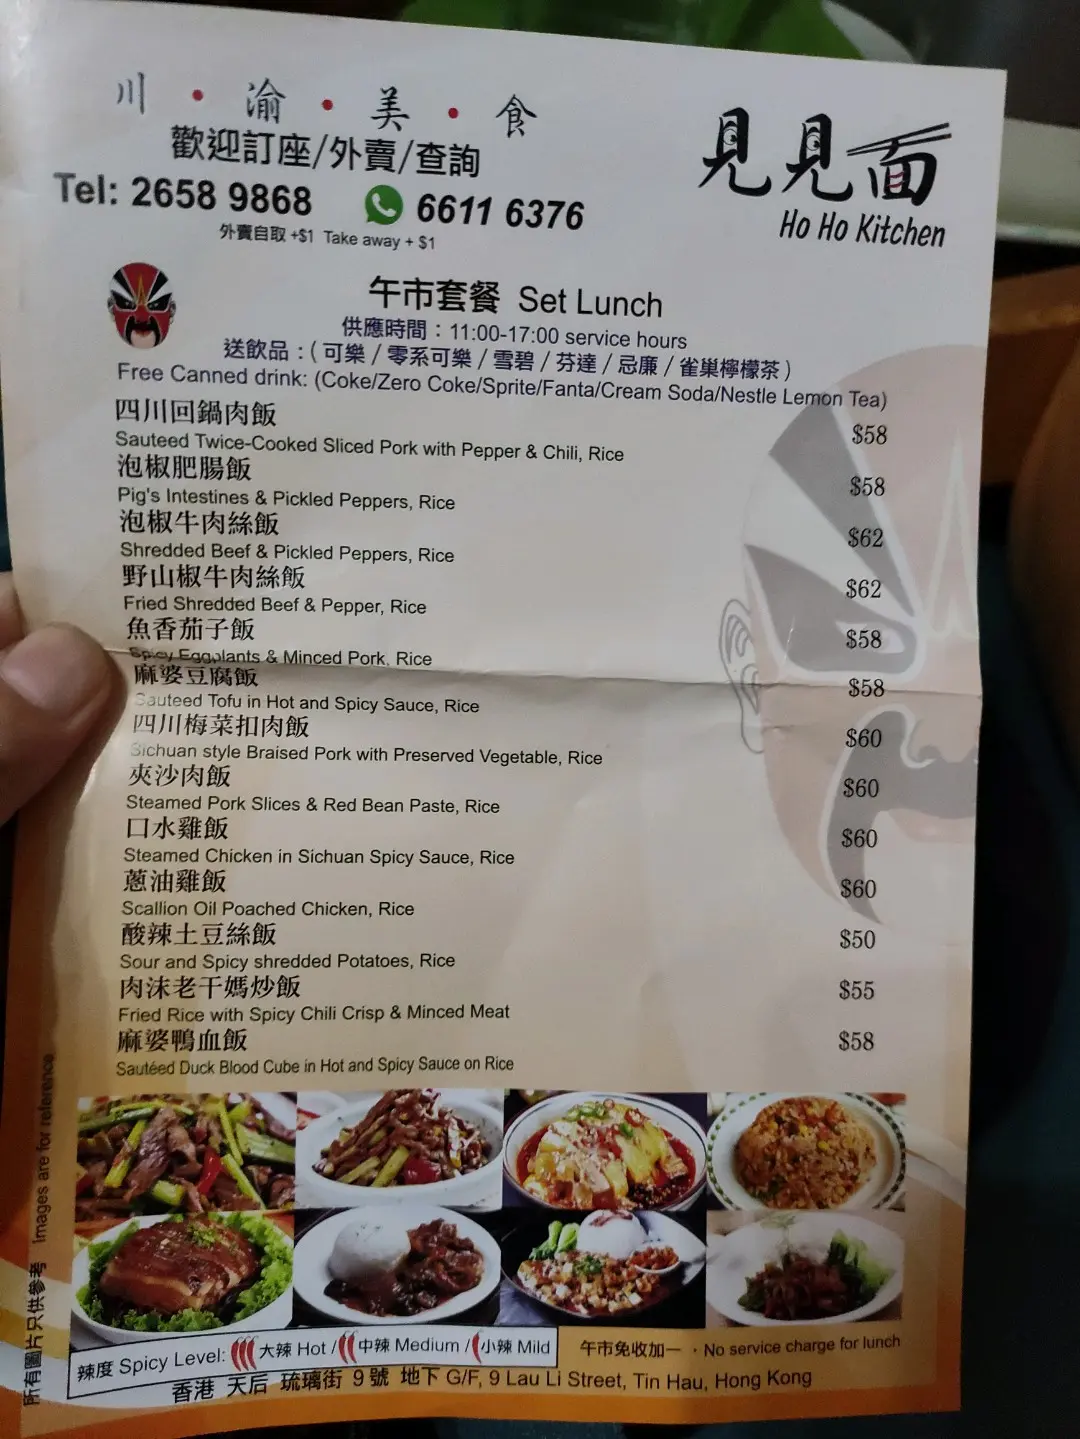 川·渝·美·食
歡迎訂座/外賣/查詢
Tel: 2658 9868 6611 6376
外賣自取 +$1 Take away + $1
見見面
Ho Ho Kitchen
午市套餐 Set Lunch
供應時間：11:00-17:00 service hours
送飲品：( 可樂 / 零系可樂 / 雪碧 / 芬達 / 忌廉 / 雀巢檸檬茶 )
Free Canned drink: (Coke/Zero Coke/Sprite/Fanta/Cream Soda/Nestle Lemon Tea)
四川回鍋肉飯 $58
Sauteed Twice-Cooked Sliced Pork with Pepper & Chili, Rice
泡椒肥腸飯 $58
Pig's Intestines & Pickled Peppers, Rice
泡椒牛肉絲飯 $62
Shredded Beef & Pickled Peppers, Rice
野山椒牛肉絲飯 $62
Fried Shredded Beef & Pepper, Rice
魚香茄子飯 $58
Spicy Eggplants & Minced Pork, Rice
麻婆豆腐飯 $58
Sauteed Tofu in Hot and Spicy Sauce, Rice
四川梅菜扣肉飯 $60
Sichuan style Braised Pork with Preserved Vegetable, Rice
夾沙肉飯 $60
Steamed Pork Slices & Red Bean Paste, Rice
口水雞飯 $60
Steamed Chicken in Sichuan Spicy Sauce, Rice
蔥油雞飯 $60
Scallion Oil Poached Chicken, Rice
酸辣土豆絲飯 $50
Sour and Spicy shredded Potatoes, Rice
肉沫老干媽炒飯 $55
Fried Rice with Spicy Chili Crisp & Minced Meat
麻婆鴨血飯 $58
Sautéed Duck Blood Cube in Hot and Spicy Sauce on Rice
所有圖片只供參考 Images are for reference
辣度 Spicy Level: 大辣 Hot / 中辣 Medium / 小辣 Mild
午市免收加一 · No service charge for lunch
香港 天后 琉璃街 9 號 地下 G/F, 9 Lau Li Street, Tin Hau, Hong Kong